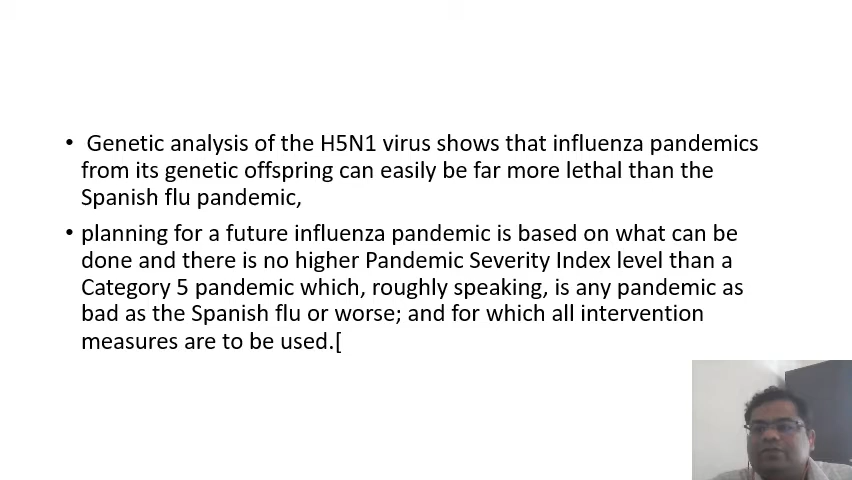 • Genetic analysis of the H5N1 virus shows that influenza pandemics
from its genetic offspring can easily be far more lethal than the
Spanish flu pandemic,
• planning for a future influenza pandemic is based on what can be
done and there is no higher Pandemic Severity Index level than a
Category 5 pandemic which, roughly speaking, is any pandemic as
bad as the Spanish flu or worse; and for which all intervention
measures are to be used.[